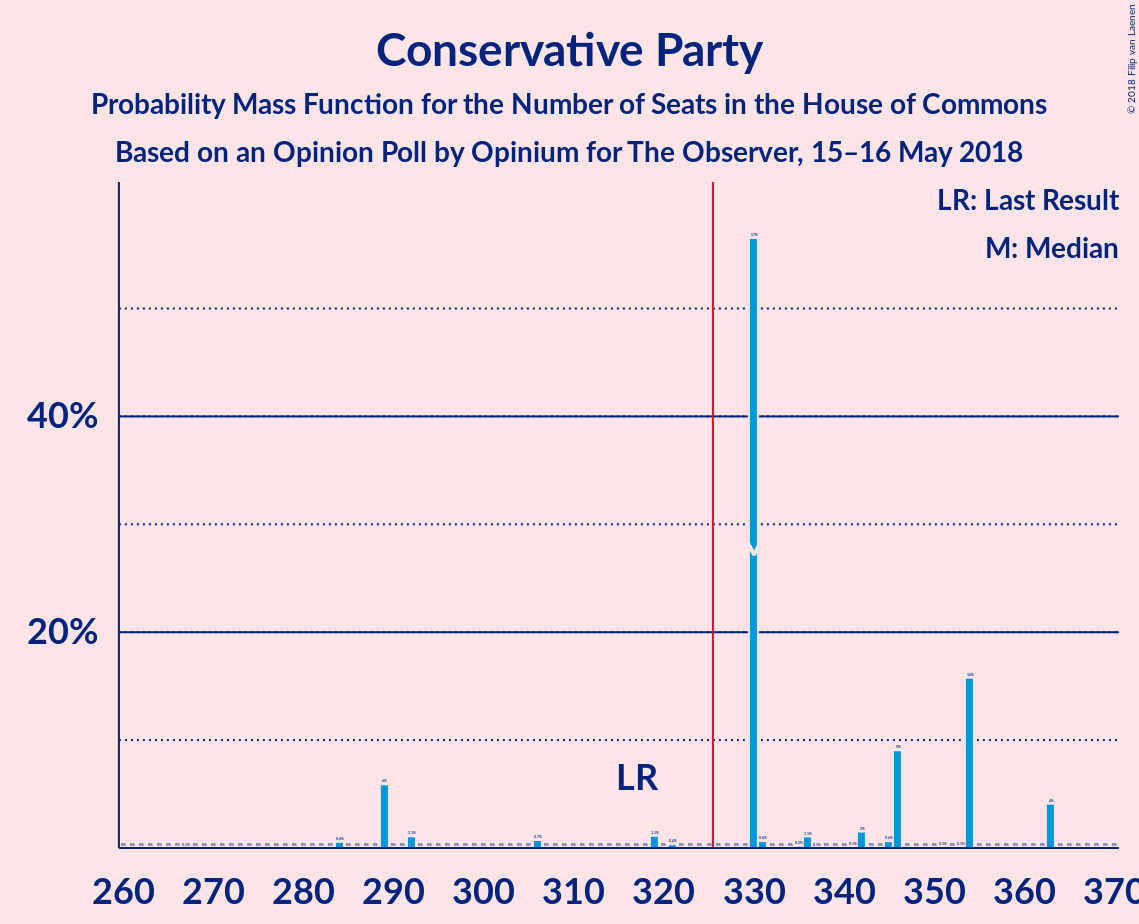 Conservative Party
Probability Mass Function for the Number of Seats in the House of Commons
Based on an Opinion Poll by Opinium for The Observer, 15–16 May 2018
© 2018 Filip van Laenen
LR: Last Result
M: Median
40%
20%
LR
260 270 280 290 300 310 320 330 340 350 360 370